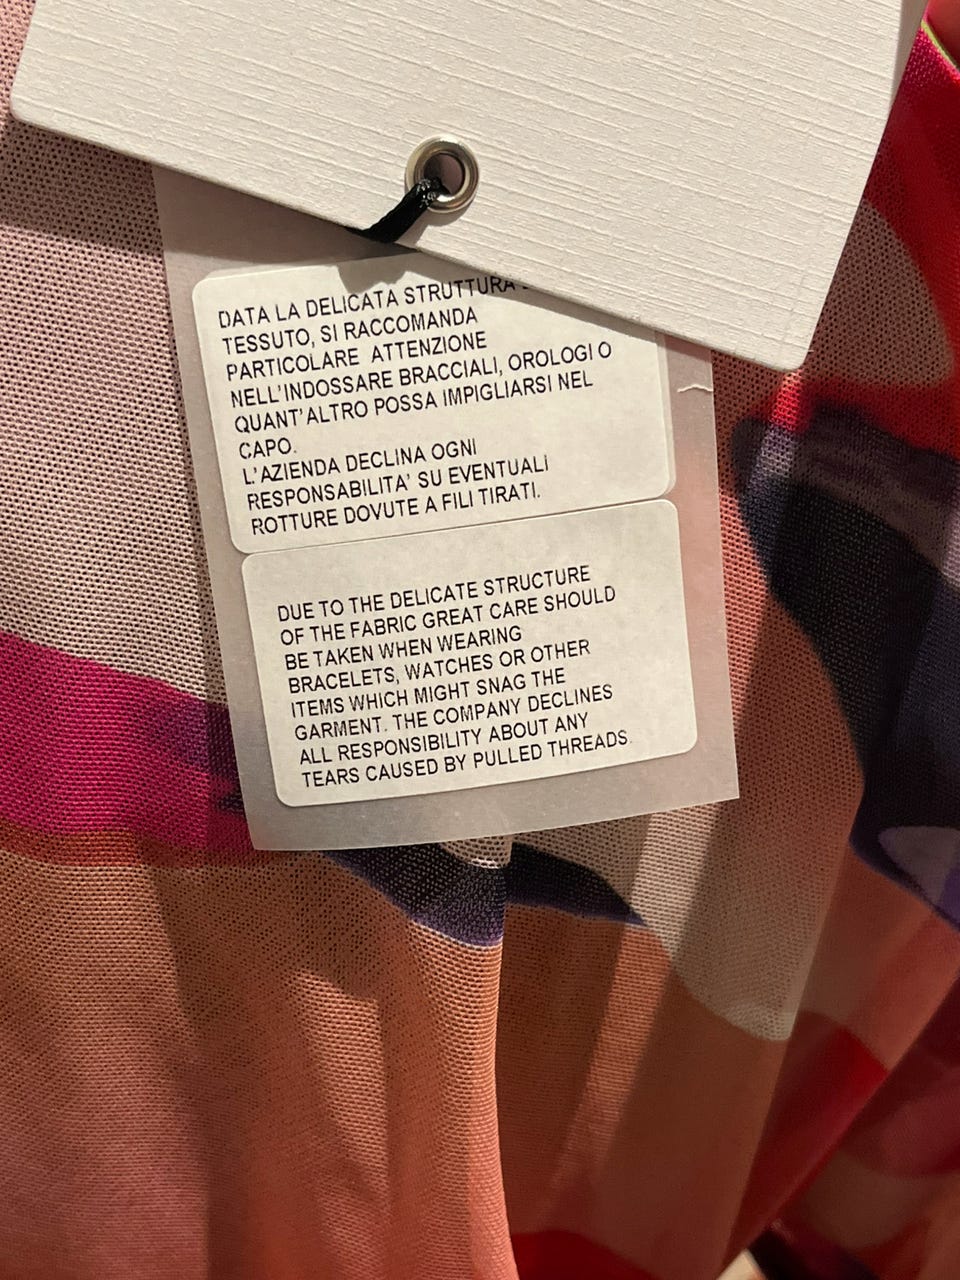 DATA LA DELICATA STRUTTURA
TESSUTO, SI RACCOMANDA
PARTICOLARE ATTENZIONE
NELL'INDOSSARE BRACCIALI, OROLOGI O
QUANT'ALTRO POSSA IMPIGLIARSI NEL
CAPO.
L'AZIENDA DECLINA OGNI
RESPONSABILITA' SU EVENTUALI
ROTTURE DOVUTE A FILI TIRATI.
DUE TO THE DELICATE STRUCTURE
OF THE FABRIC GREAT CARE SHOULD
BE TAKEN WHEN WEARING
BRACELETS, WATCHES OR OTHER
ITEMS WHICH MIGHT SNAG THE
GARMENT. THE COMPANY DECLINES
ALL RESPONSIBILITY ABOUT ANY
TEARS CAUSED BY PULLED THREADS.